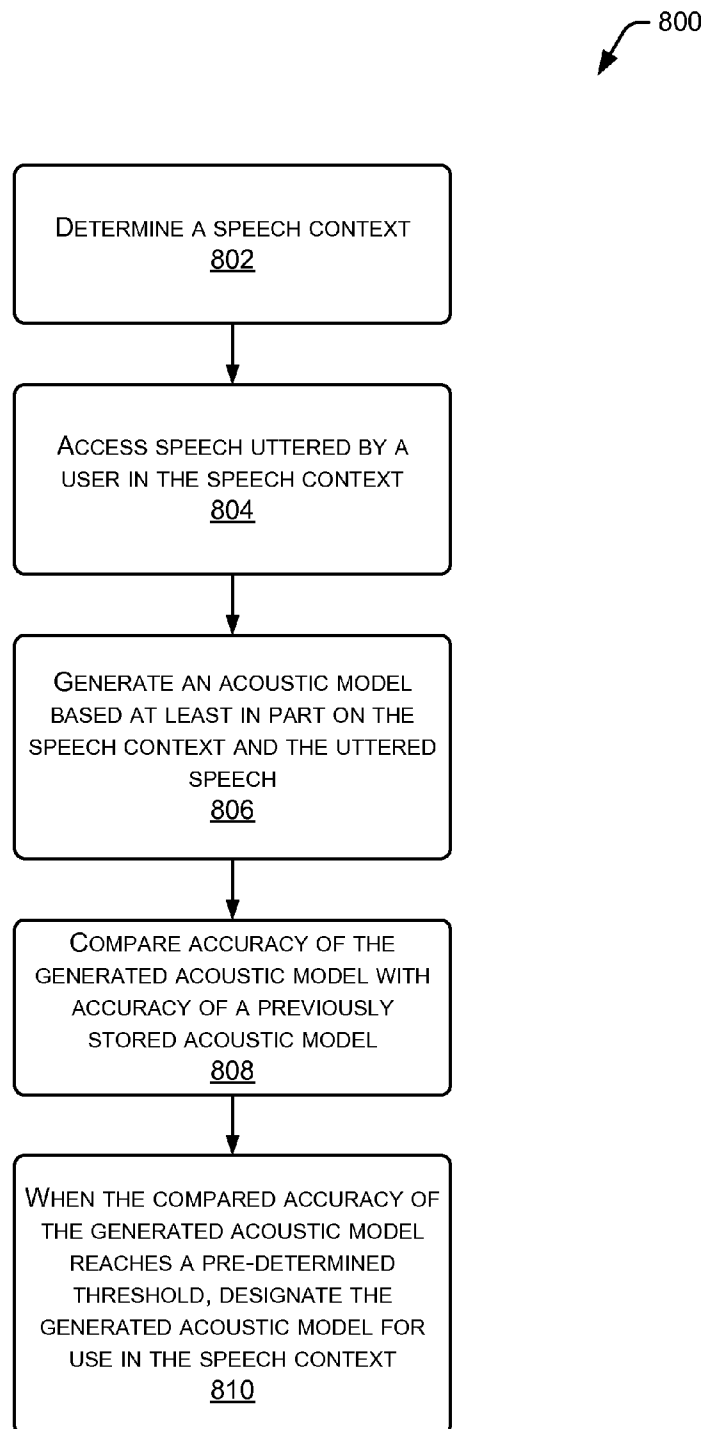 800
DETERMINE A SPEECH CONTEXT
802
ACCESS SPEECH UTTERED BY A
USER IN THE SPEECH CONTEXT
804
GENERATE AN ACOUSTIC MODEL
BASED AT LEAST IN PART ON THE
SPEECH CONTEXT AND THE UTTERED
SPEECH
806
COMPARE ACCURACY OF THE
GENERATED ACOUSTIC MODEL WITH
ACCURACY OF A PREVIOUSLY
STORED ACOUSTIC MODEL
808
WHEN THE COMPARED ACCURACY OF
THE GENERATED ACOUSTIC MODEL
REACHES A PRE-DETERMINED
THRESHOLD, DESIGNATE THE
GENERATED ACOUSTIC MODEL FOR
USE IN THE SPEECH CONTEXT
810